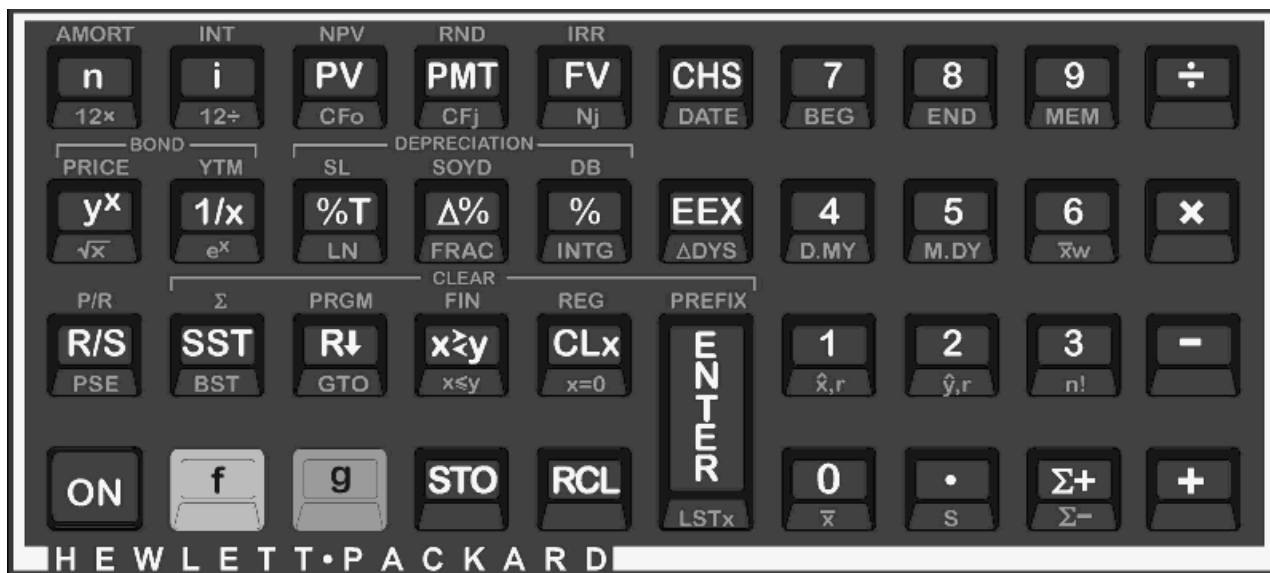 AMORT INT NPV RND IRR
n i PV PMT FV CHS 7 8 9 ÷
12× 12÷ CFo CFj Nj DATE BEG END MEM
BOND DEPRECIATION
PRICE YTM SL SOYD DB
yˣ 1/x %T Δ% % EEX 4 5 6 ×
√x eˣ LN FRAC INTG ΔDYS D.MY M.DY x̅w
CLEAR
P/R Σ PRGM FIN REG PREFIX
R/S SST R↓ x≷y CLx ENTER 1 2 3 −
PSE BST GTO x≤y x=0 x̂,r ŷ,r n!
ON f g STO RCL 0 • Σ+ +
LSTx x̅ S Σ−
HEWLETT•PACKARD